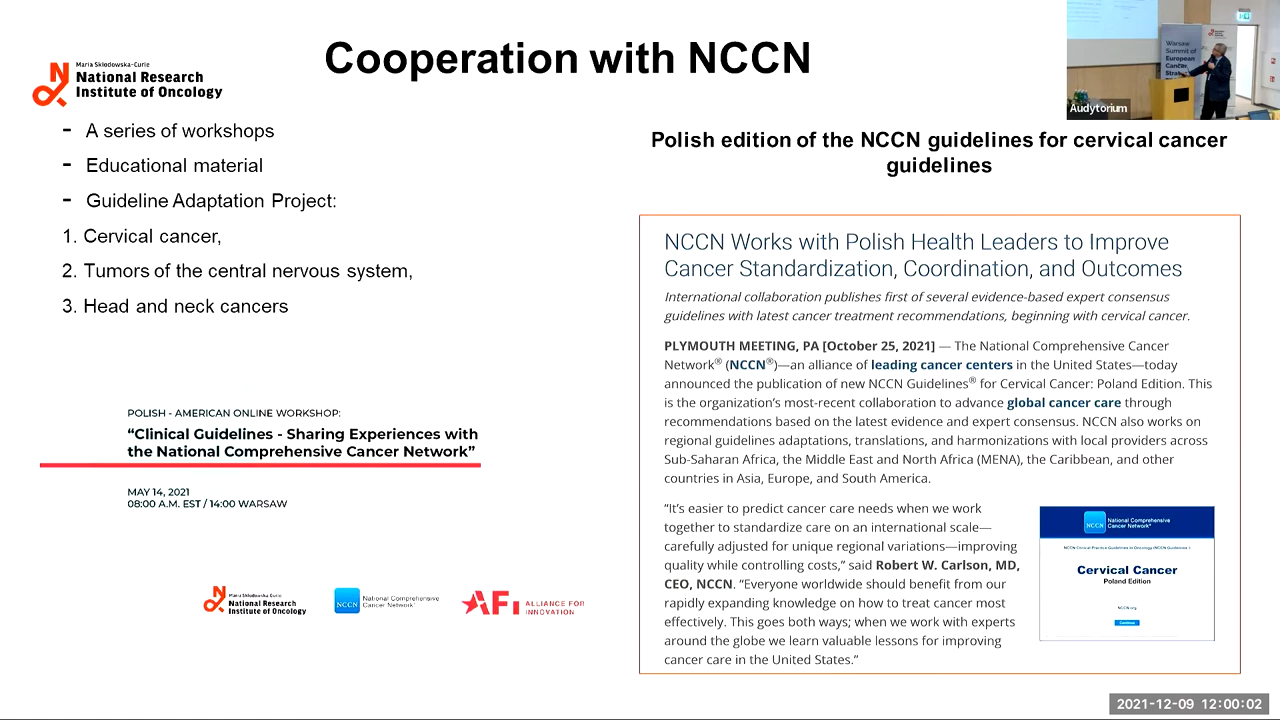 Cooperation with NCCN
Maria Skłodowska-Curie
National Research
Institute of Oncology
- A series of workshops
- Educational material
- Guideline Adaptation Project:
1. Cervical cancer,
2. Tumors of the central nervous system,
3. Head and neck cancers
POLISH - AMERICAN ONLINE WORKSHOP:
“Clinical Guidelines - Sharing Experiences with
the National Comprehensive Cancer Network”
MAY 14, 2021
08:00 A.M. EST / 14:00 WARSAW
Maria Skłodowska-Curie
National Research
Institute of Oncology
NCCN
National Comprehensive
Cancer Network®
AFI
ALLIANCE FOR
INNOVATION
Warsaw
Summit of
European
Cancer
Audytorium
Polish edition of the NCCN guidelines for cervical cancer
guidelines
NCCN Works with Polish Health Leaders to Improve
Cancer Standardization, Coordination, and Outcomes
International collaboration publishes first of several evidence-based expert consensus
guidelines with latest cancer treatment recommendations, beginning with cervical cancer.
PLYMOUTH MEETING, PA [October 25, 2021] — The National Comprehensive Cancer
Network® (NCCN®)—an alliance of leading cancer centers in the United States—today
announced the publication of new NCCN Guidelines® for Cervical Cancer: Poland Edition. This
is the organization’s most-recent collaboration to advance global cancer care through
recommendations based on the latest evidence and expert consensus. NCCN also works on
regional guidelines adaptations, translations, and harmonizations with local providers across
Sub-Saharan Africa, the Middle East and North Africa (MENA), the Caribbean, and other
countries in Asia, Europe, and South America.
“It’s easier to predict cancer care needs when we work
together to standardize care on an international scale—
carefully adjusted for unique regional variations—improving
quality while controlling costs,” said Robert W. Carlson, MD,
CEO, NCCN. “Everyone worldwide should benefit from our
rapidly expanding knowledge on how to treat cancer most
effectively. This goes both ways; when we work with experts
around the globe we learn valuable lessons for improving
cancer care in the United States.”
NCCN
National Comprehensive
Cancer Network®
NCCN Clinical Practice Guidelines in Oncology (NCCN Guidelines®)
Cervical Cancer
Poland Edition
NCCN.org
Continue
2021-12-09 12:00:02